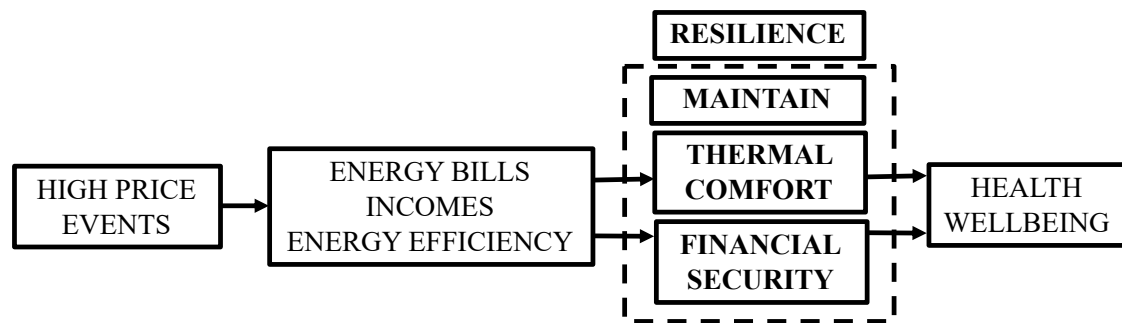 HIGH PRICE
EVENTS
ENERGY BILLS
INCOMES
ENERGY EFFICIENCY
RESILIENCE
MAINTAIN
THERMAL
COMFORT
FINANCIAL
SECURITY
HEALTH
WELLBEING